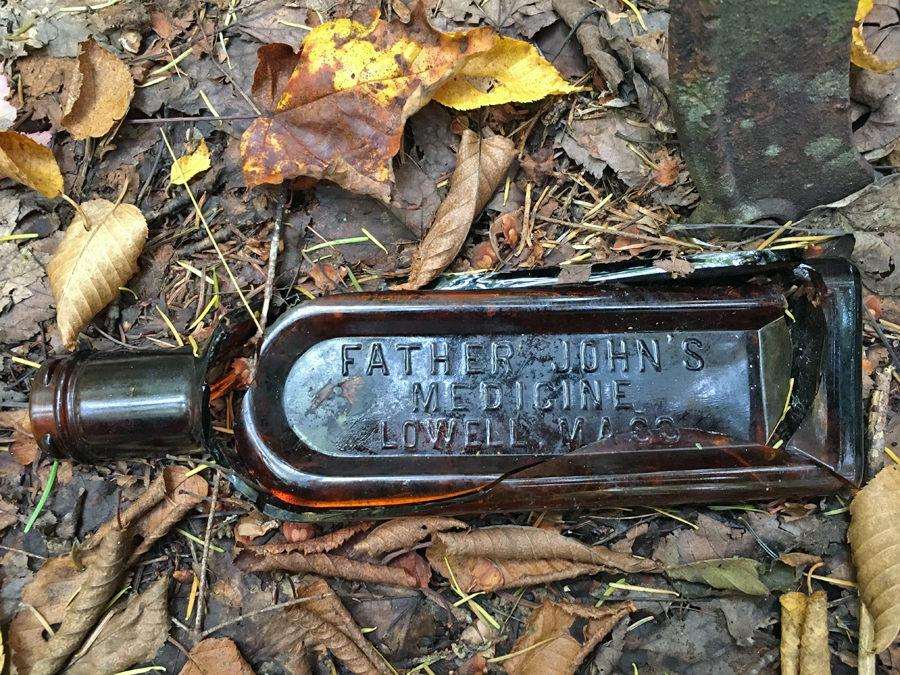 FATHER JOHN'S
MEDICINE
LOWELL, MASS